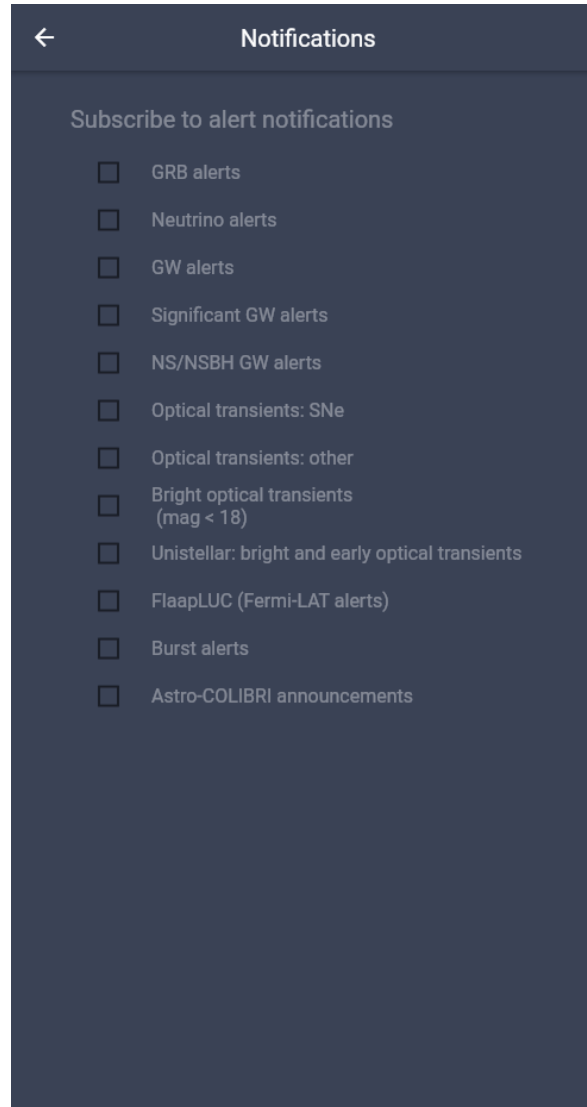 Notifications
Subscribe to alert notifications
GRB alerts
Neutrino alerts
GW alerts
Significant GW alerts
NS/NSBH GW alerts
Optical transients: SNe
Optical transients: other
Bright optical transients
(mag < 18)
Unistellar: bright and early optical transients
FlaapLUC (Fermi-LAT alerts)
Burst alerts
Astro-COLIBRI announcements